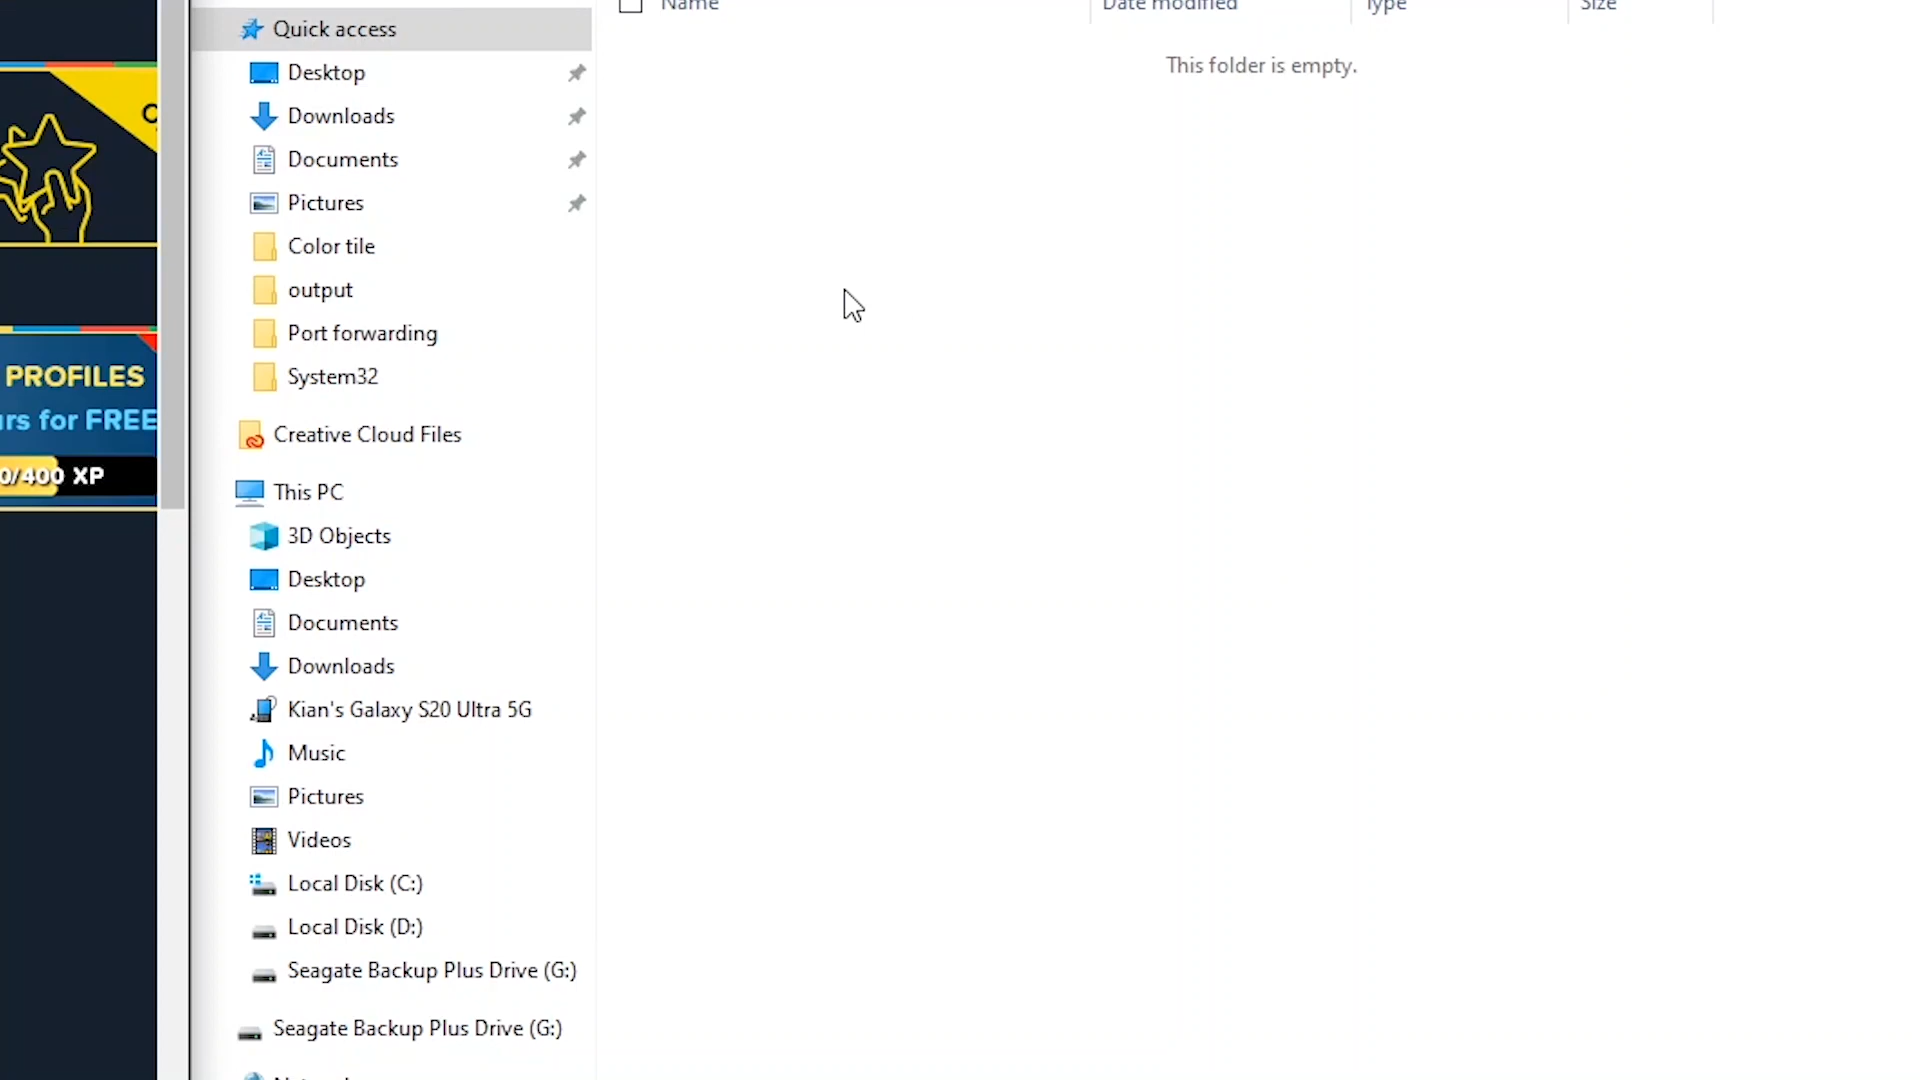 Name Date modified Type Size
This folder is empty.
Quick access
Desktop
Downloads
Documents
Pictures
Color tile
output
Port forwarding
System32
Creative Cloud Files
This PC
3D Objects
Desktop
Documents
Downloads
Kian's Galaxy S20 Ultra 5G
Music
Pictures
Videos
Local Disk (C:)
Local Disk (D:)
Seagate Backup Plus Drive (G:)
Seagate Backup Plus Drive (G:)
PROFILES
for FREE
0/400 XP